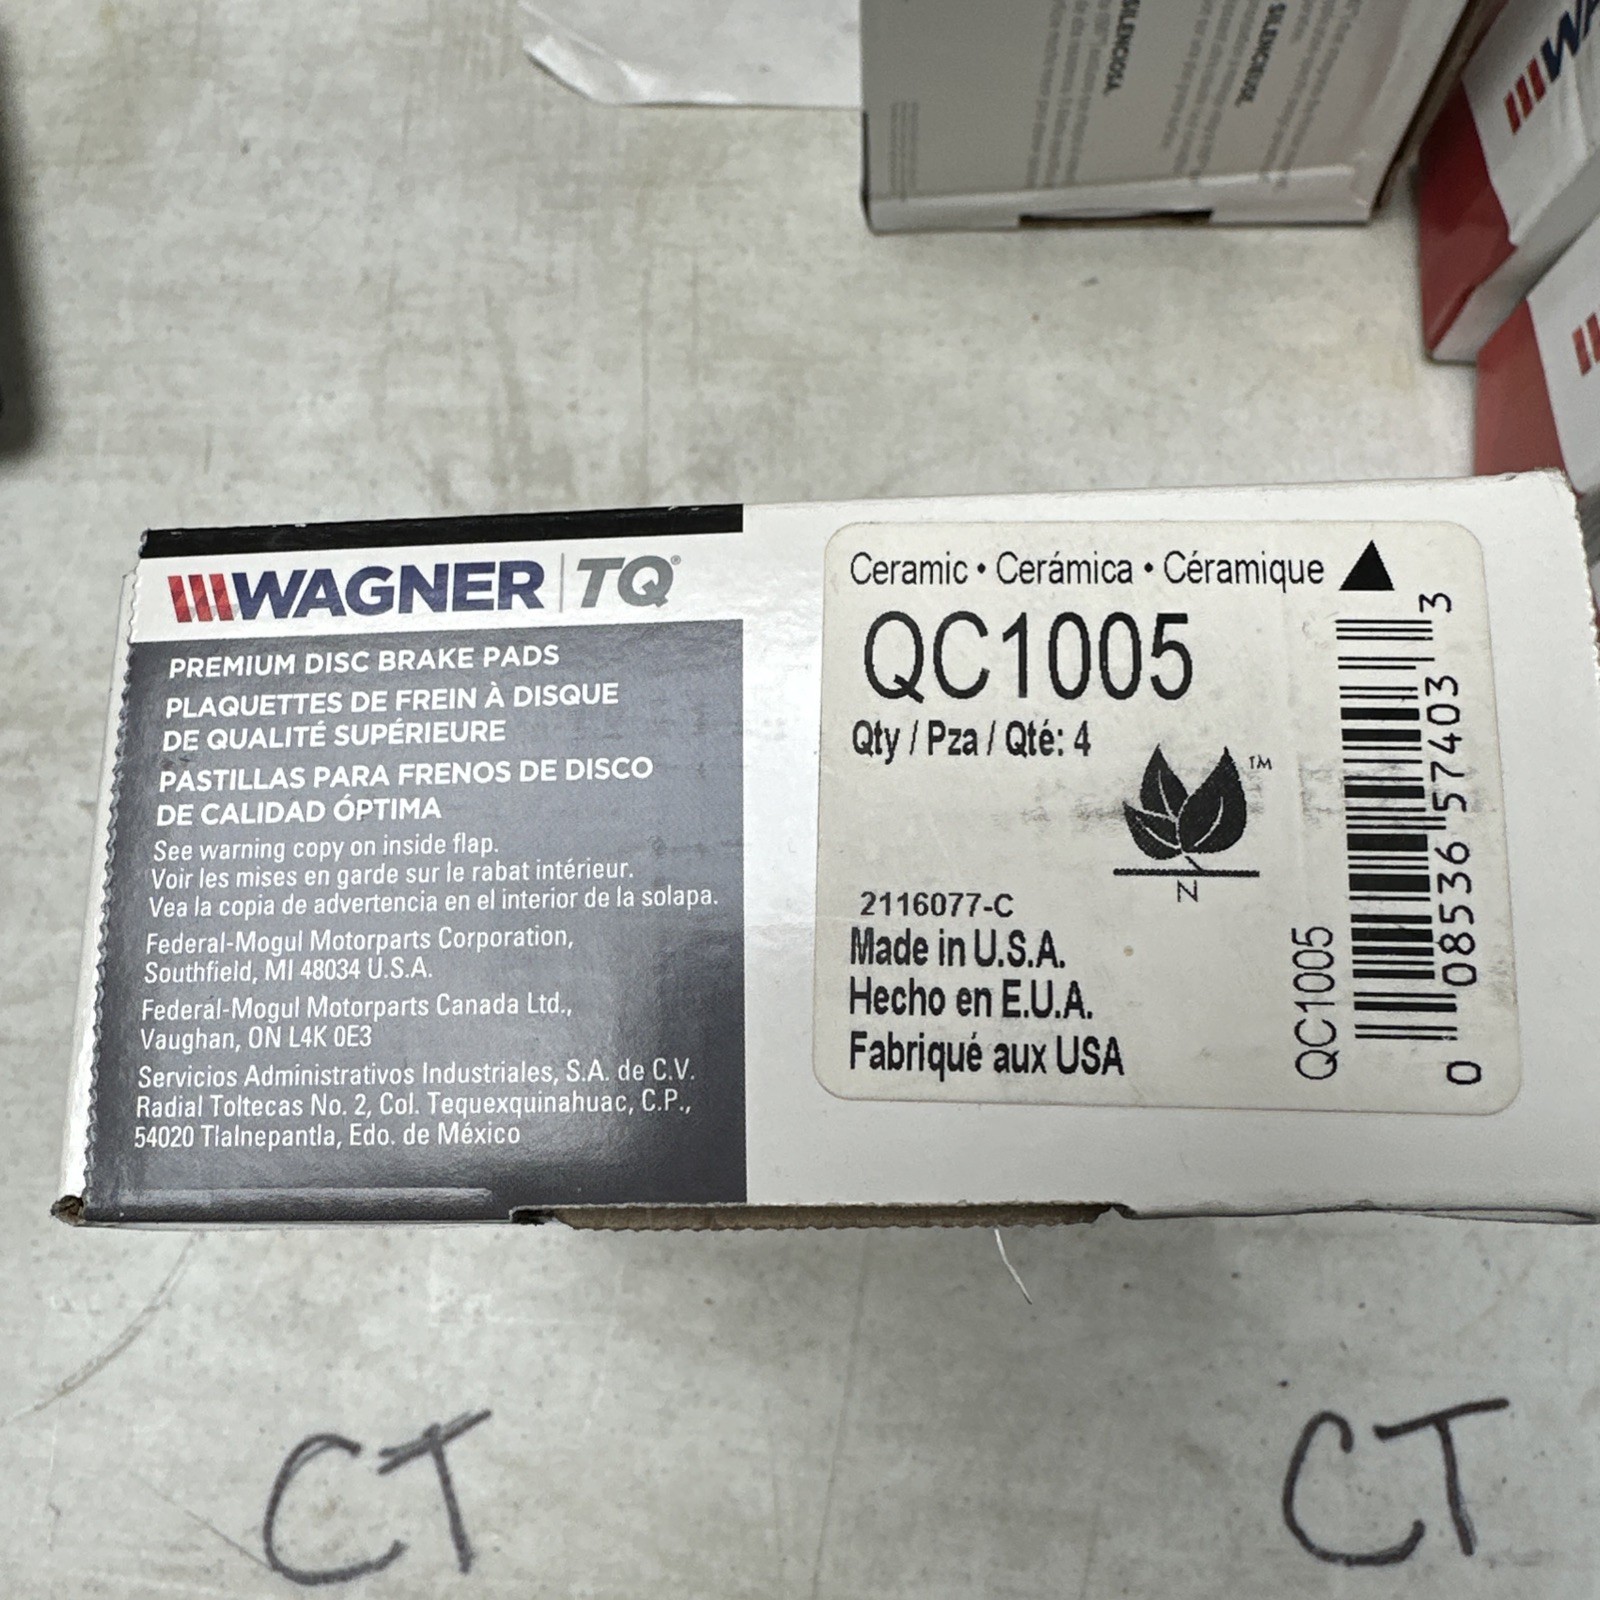 SILENCIOSA.
SILENCIEUSE.
WAGNER TQ®
PREMIUM DISC BRAKE PADS
PLAQUETTES DE FREIN À DISQUE
DE QUALITÉ SUPÉRIEURE
PASTILLAS PARA FRENOS DE DISCO
DE CALIDAD ÓPTIMA
See warning copy on inside flap.
Voir les mises en garde sur le rabat intérieur.
Vea la copia de advertencia en el interior de la solapa.
Federal-Mogul Motorparts Corporation,
Southfield, MI 48034 U.S.A.
Federal-Mogul Motorparts Canada Ltd.,
Vaughan, ON L4K 0E3
Servicios Administrativos Industriales, S.A. de C.V.
Radial Toltecas No. 2, Col. Tequexquinahuac, C.P.,
54020 Tlalnepantla, Edo. de México
Ceramic • Cerámica • Céramique
QC1005
Qty / Pza / Qté: 4
TM
N
2116077-C
Made in U.S.A.
Hecho en E.U.A.
Fabriqué aux USA
QC1005
0 08536 57403 3
CT
CT